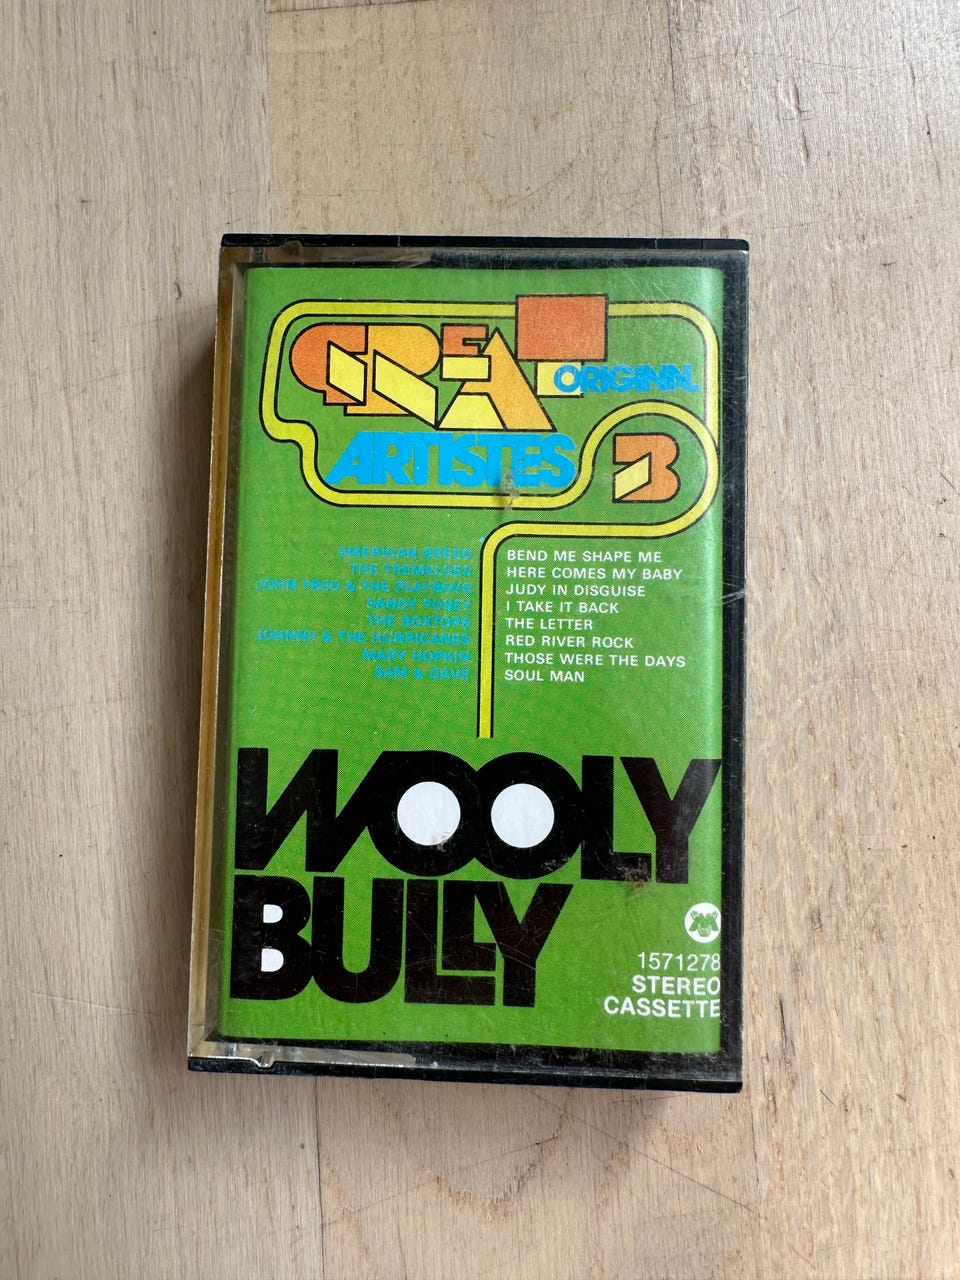 GREAT
ORIGINAL
ARTISTES 3
AMERICAN BREED BEND ME SHAPE ME
THE TREMELOES HERE COMES MY BABY
JOHN FRED & THE PLAYBOYS JUDY IN DISGUISE
SANDY POSEY I TAKE IT BACK
THE BOXTOPS THE LETTER
JOHNNY & THE HURRICANES RED RIVER ROCK
MARY HOPKIN THOSE WERE THE DAYS
SAM & DAVE SOUL MAN
WOOLY
BULLY
1571278
STEREO
CASSETTE